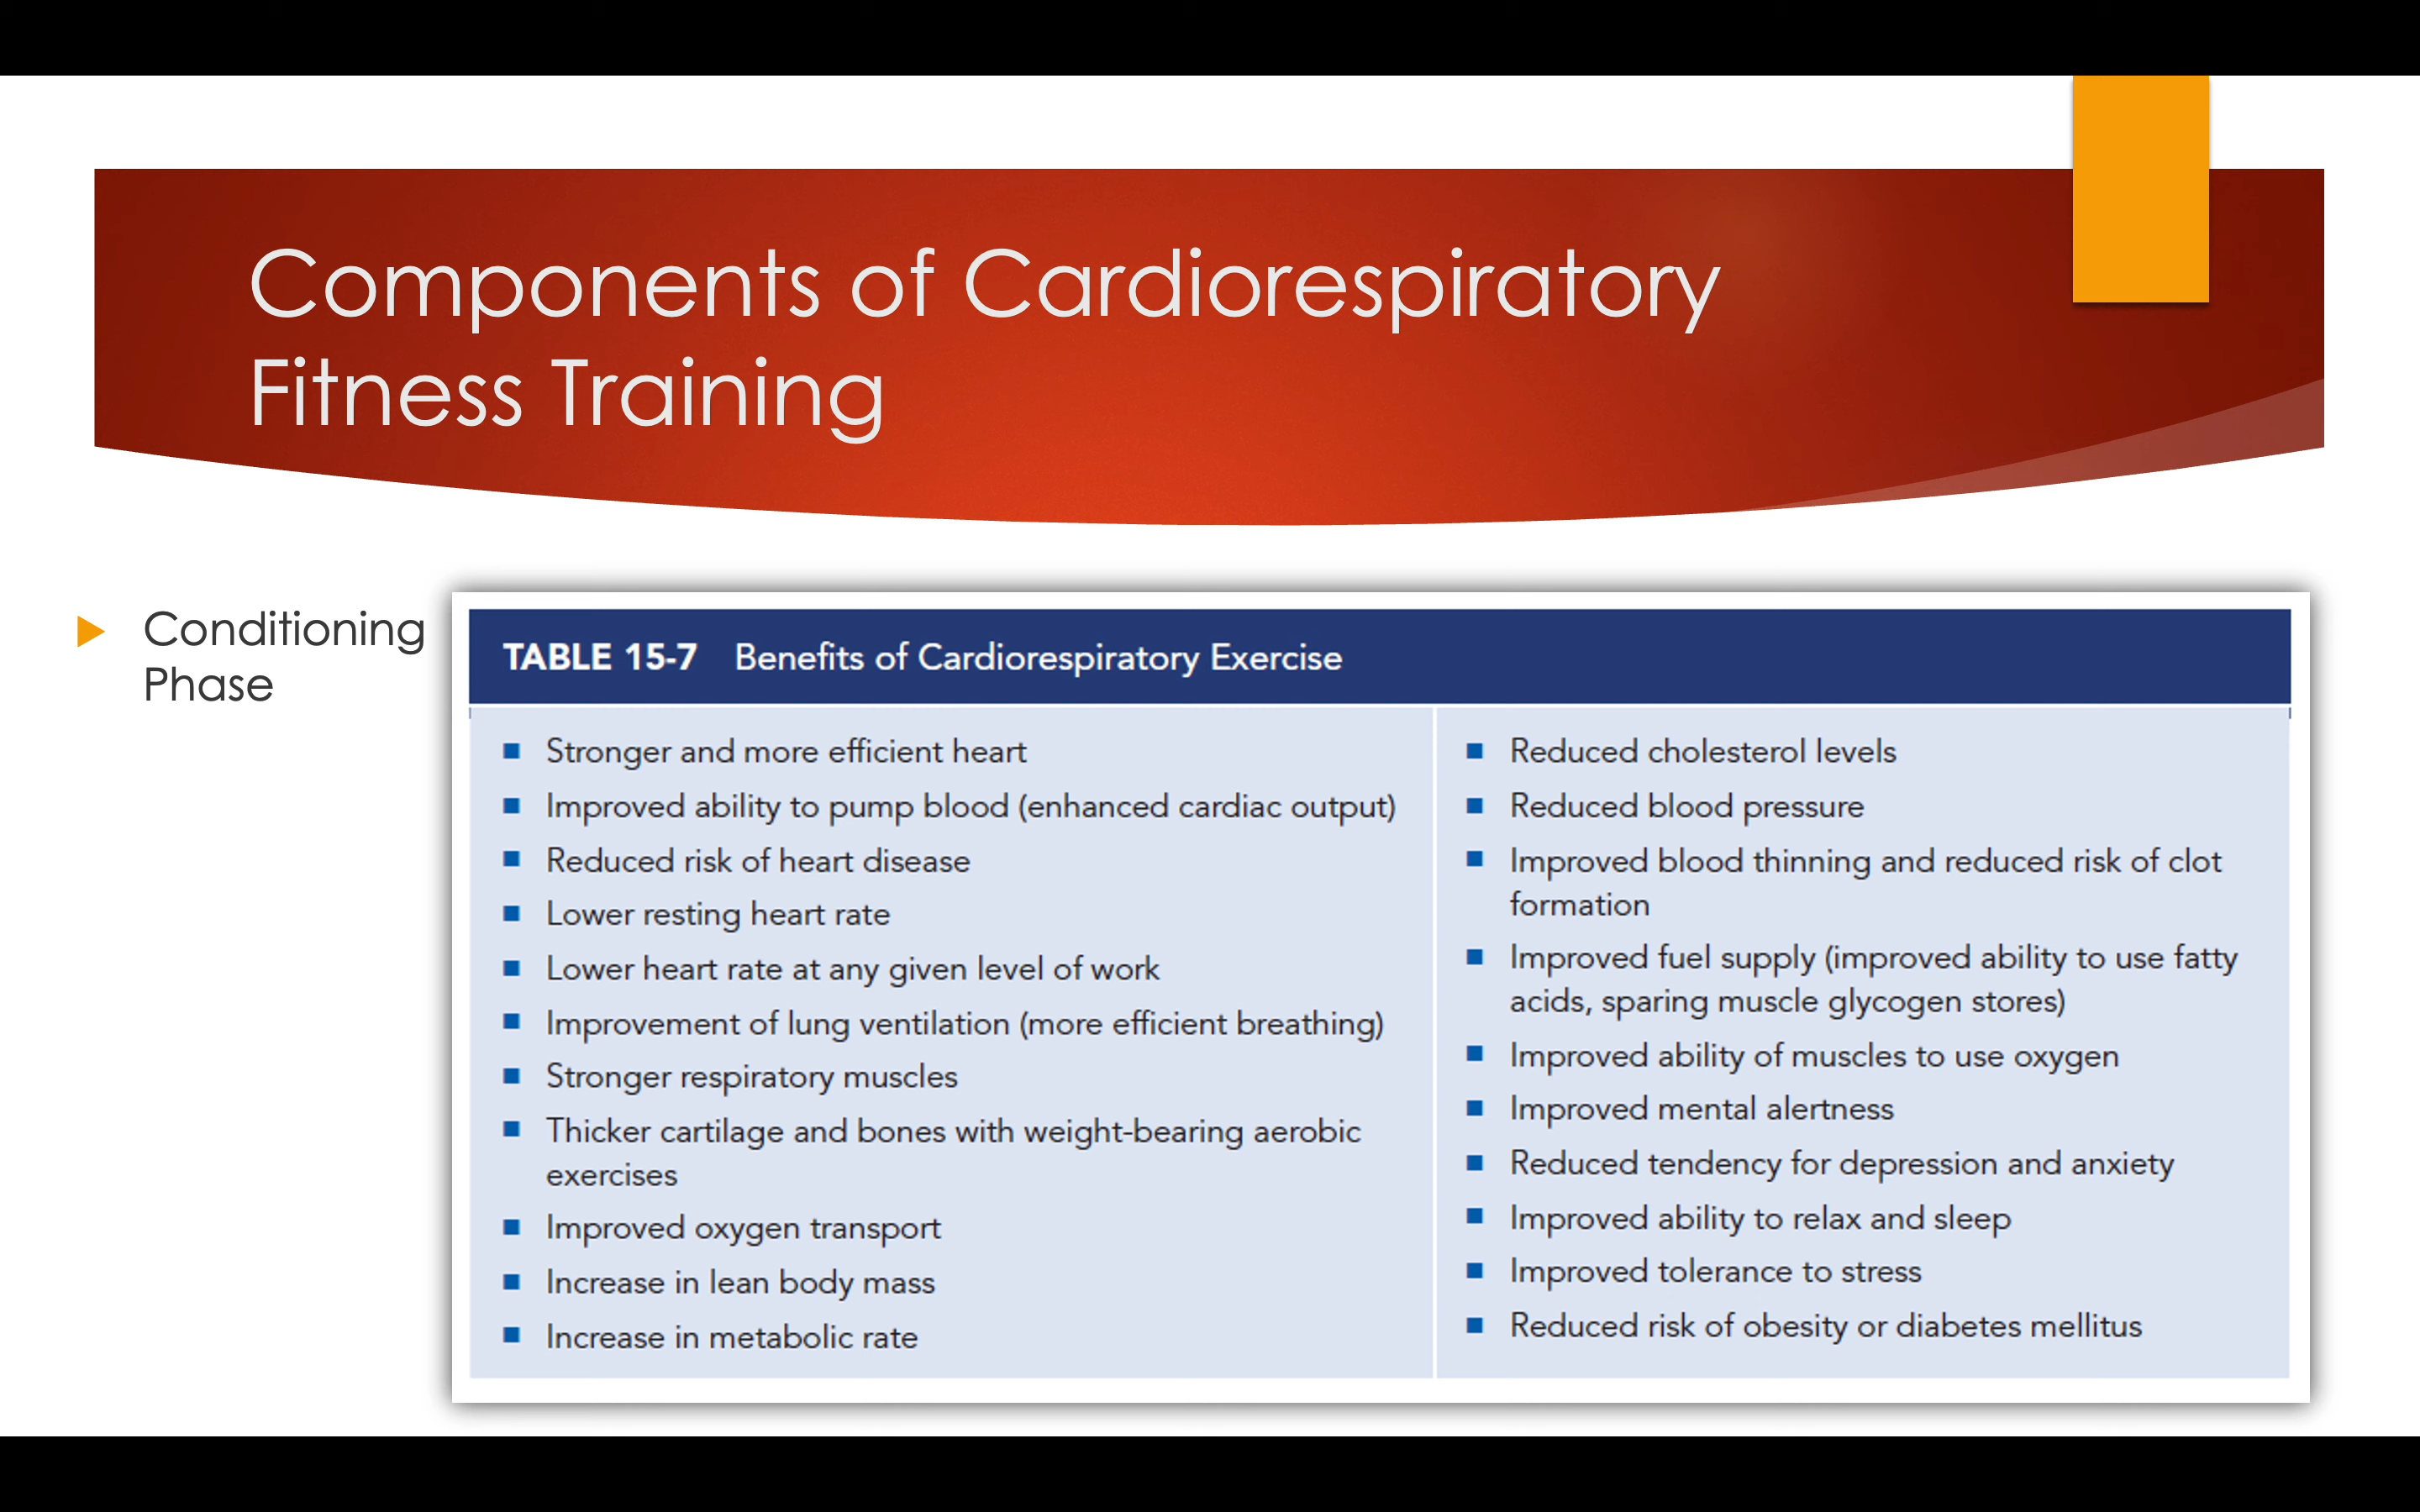 Components of Cardiorespiratory
Fitness Training
Conditioning
Phase
TABLE 15-7 Benefits of Cardiorespiratory Exercise
Stronger and more efficient heart
Improved ability to pump blood (enhanced cardiac output)
Reduced risk of heart disease
Lower resting heart rate
Lower heart rate at any given level of work
Improvement of lung ventilation (more efficient breathing)
Stronger respiratory muscles
Thicker cartilage and bones with weight-bearing aerobic
exercises
Improved oxygen transport
Increase in lean body mass
Increase in metabolic rate
Reduced cholesterol levels
Reduced blood pressure
Improved blood thinning and reduced risk of clot
formation
Improved fuel supply (improved ability to use fatty
acids, sparing muscle glycogen stores)
Improved ability of muscles to use oxygen
Improved mental alertness
Reduced tendency for depression and anxiety
Improved ability to relax and sleep
Improved tolerance to stress
Reduced risk of obesity or diabetes mellitus